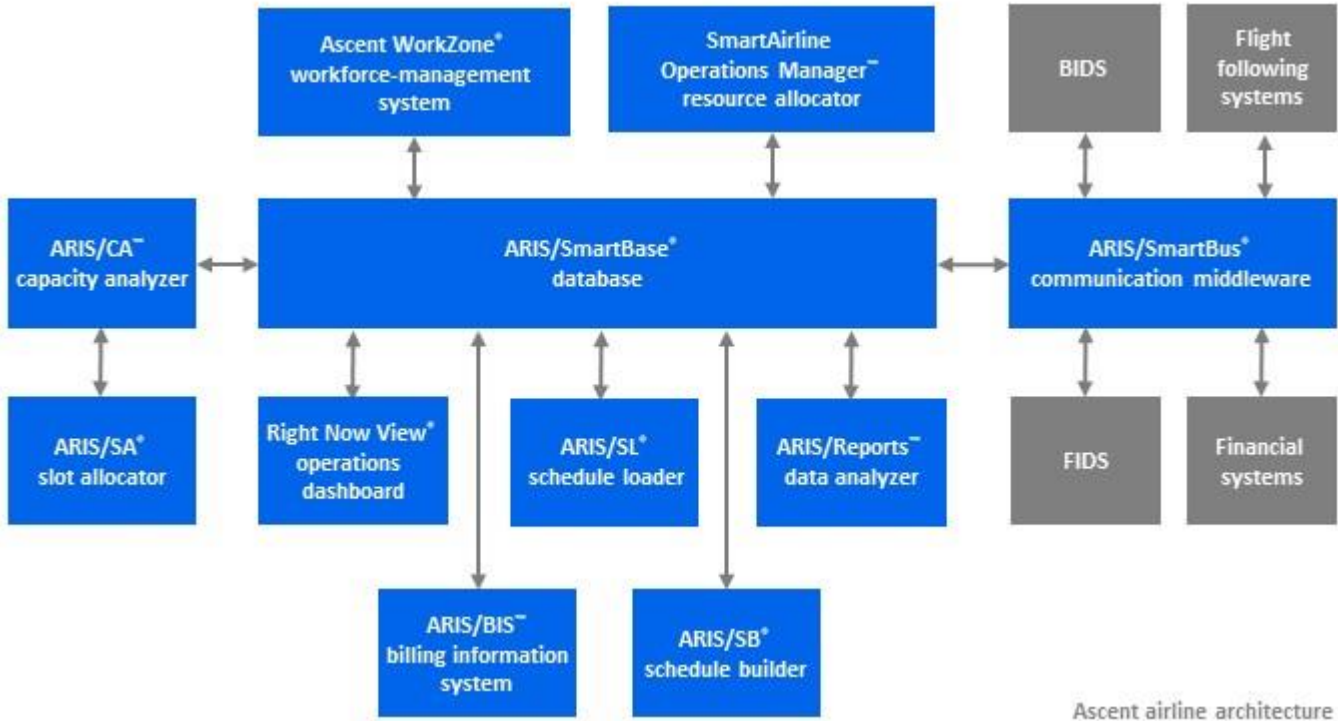 Ascent WorkZone®
workforce-management
system
SmartAirline
Operations Manager™
resource allocator
BIDS
Flight
following
systems
ARIS/CA™
capacity analyzer
ARIS/SmartBase®
database
ARIS/SmartBus®
communication middleware
ARIS/SA®
slot allocator
Right Now View®
operations
dashboard
ARIS/SL®
schedule loader
ARIS/Reports™
data analyzer
FIDS
Financial
systems
ARIS/BIS™
billing information
system
ARIS/SB®
schedule builder
Ascent airline architecture